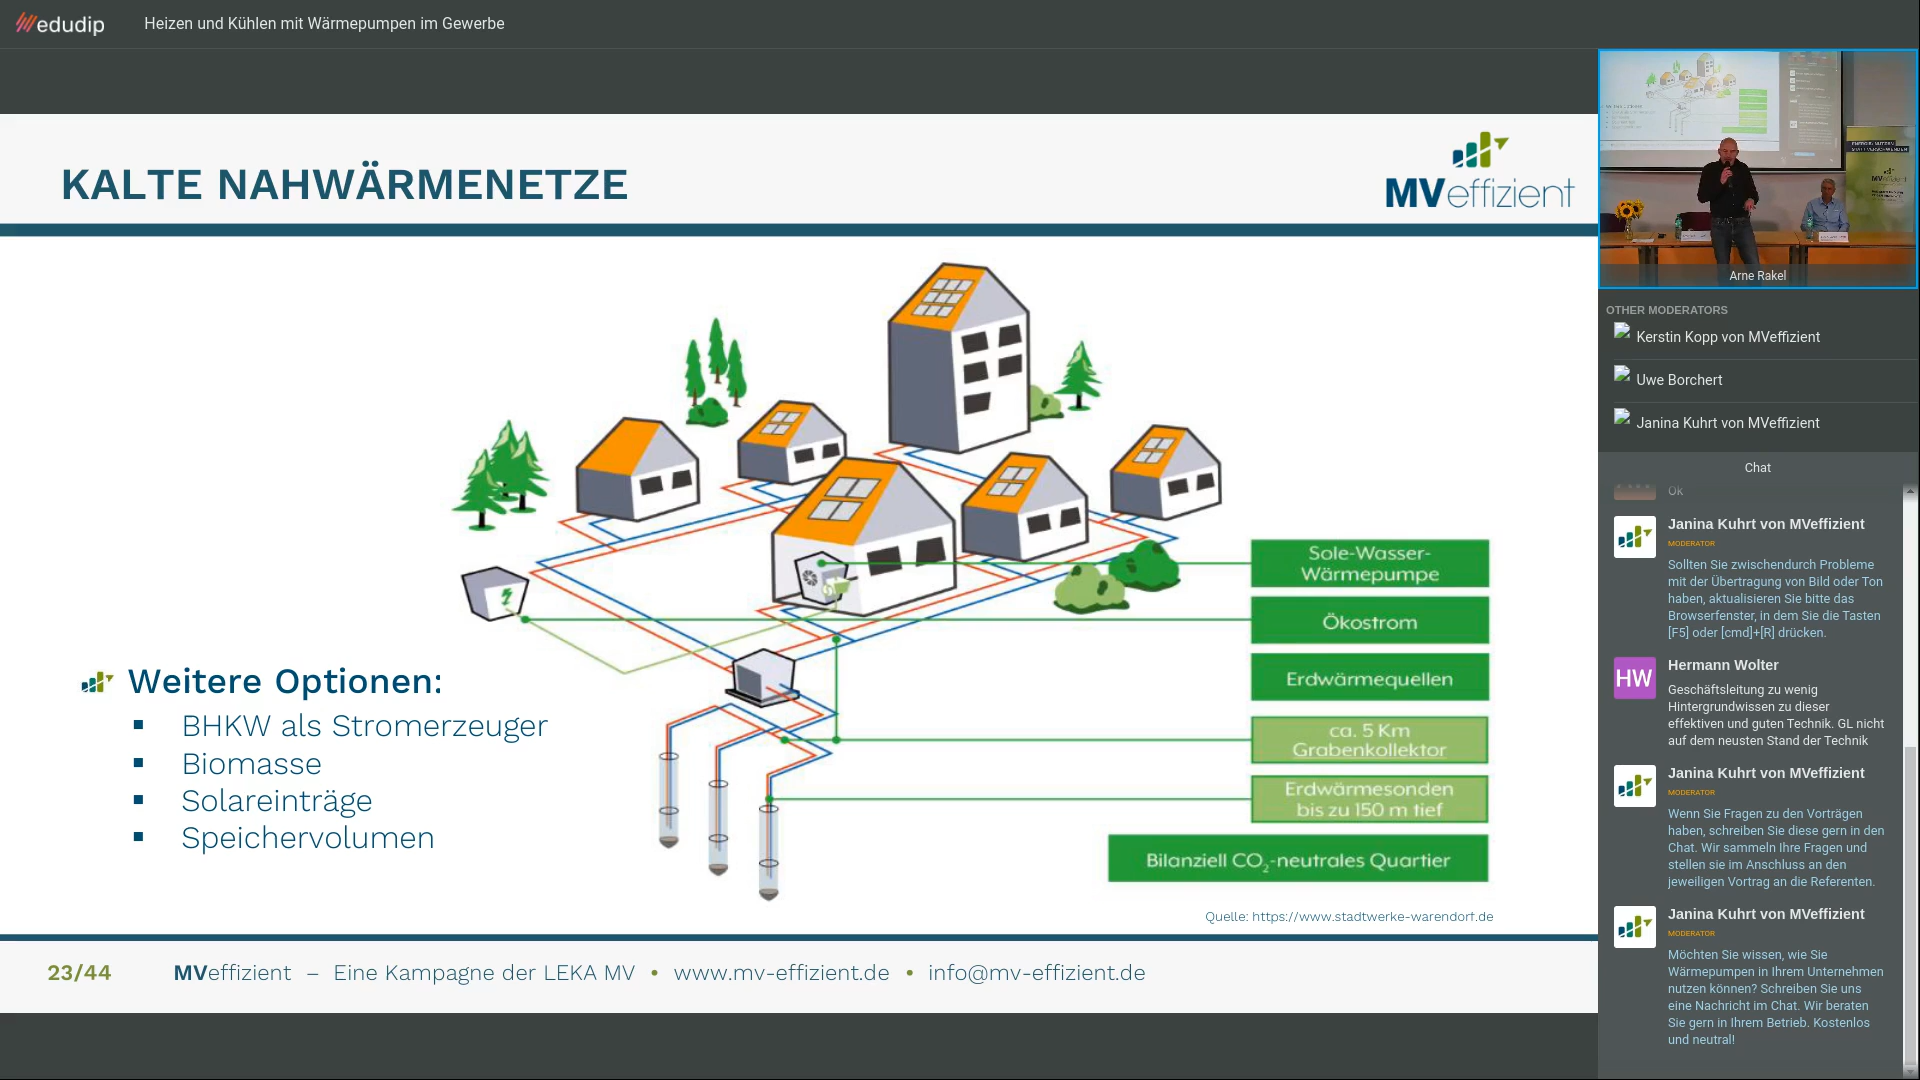 edudip
Heizen und Kühlen mit Wärmepumpen im Gewerbe
KALTE NAHWÄRMENETZE
MVeffizient
Sole-Wasser-
Wärmepumpe
Ökostrom
Erdwärmequellen
ca. 5 Km
Grabenkollektor
Erdwärmesonden
bis zu 150 m tief
Bilanziell CO₂-neutrales Quartier
Weitere Optionen:
▪ BHKW als Stromerzeuger
▪ Biomasse
▪ Solareinträge
▪ Speichervolumen
Quelle: https://www.stadtwerke-warendorf.de
23/44
MVeffizient – Eine Kampagne der LEKA MV • www.mv-effizient.de • info@mv-effizient.de
MVeffizient
Arne Rakel
OTHER MODERATORS
Kerstin Kopp von MVeffizient
Uwe Borchert
Janina Kuhrt von MVeffizient
Chat
Ok
Janina Kuhrt von MVeffizient
MODERATOR
Sollten Sie zwischendurch Probleme
mit der Übertragung von Bild oder Ton
haben, aktualisieren Sie bitte das
Browserfenster, in dem Sie die Tasten
[F5] oder [cmd]+[R] drücken.
HW
Hermann Wolter
Geschäftsleitung zu wenig
Hintergrundwissen zu dieser
effektiven und guten Technik. GL nicht
auf dem neusten Stand der Technik
Janina Kuhrt von MVeffizient
MODERATOR
Wenn Sie Fragen zu den Vorträgen
haben, schreiben Sie diese gern in den
Chat. Wir sammeln Ihre Fragen und
stellen sie im Anschluss an den
jeweiligen Vortrag an die Referenten.
Janina Kuhrt von MVeffizient
MODERATOR
Möchten Sie wissen, wie Sie
Wärmepumpen in Ihrem Unternehmen
nutzen können? Schreiben Sie uns
eine Nachricht im Chat. Wir beraten
Sie gern in Ihrem Betrieb. Kostenlos
und neutral!